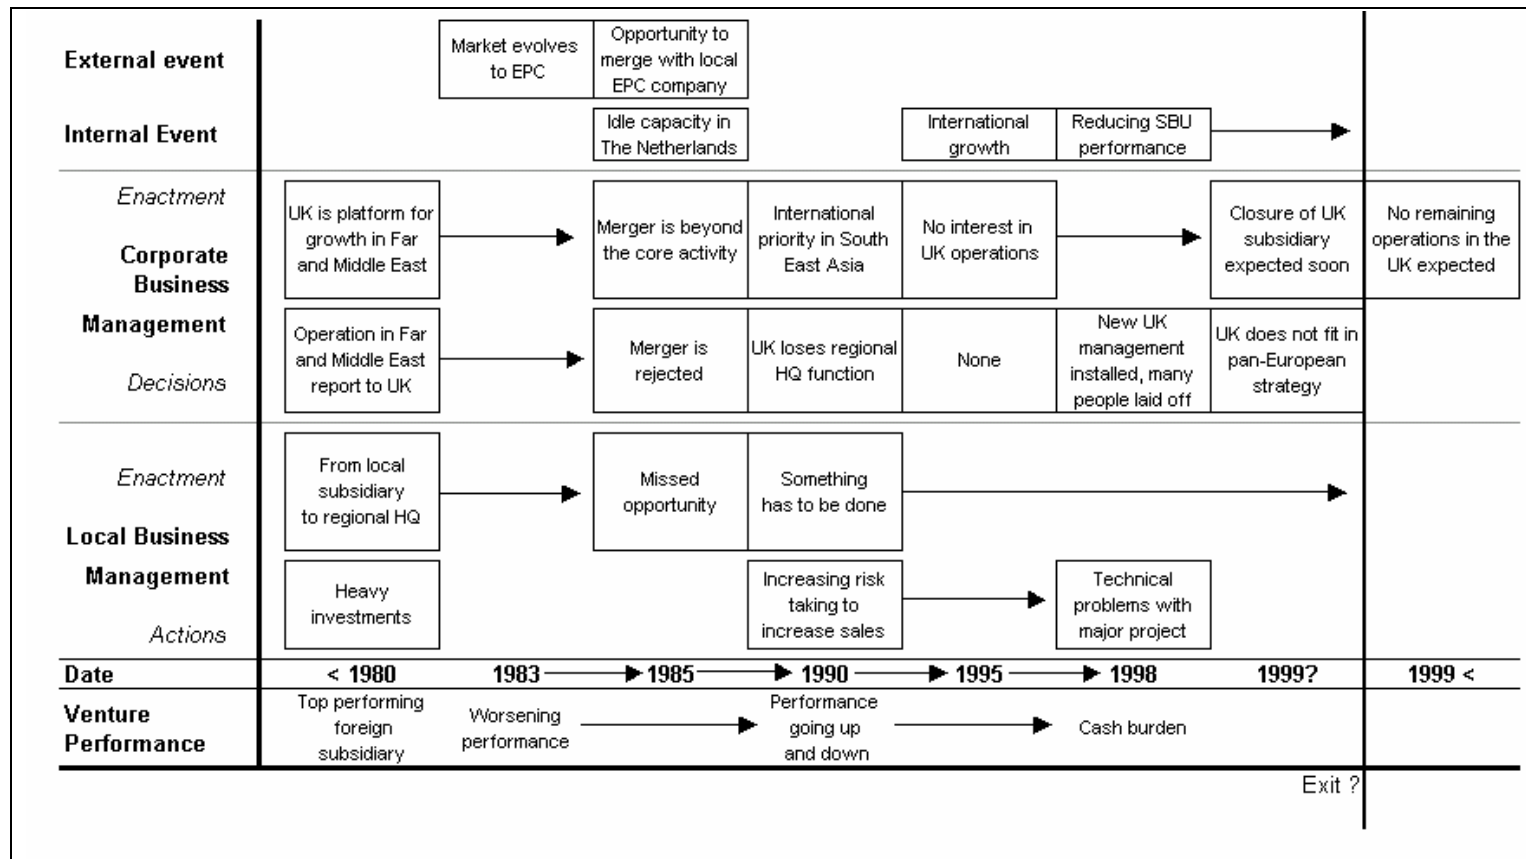 External event
Market evolves
to EPC
Opportunity to
merge with local
EPC company
Internal Event
Idle capacity in
The Netherlands
International
growth
Reducing SBU
performance
Enactment
Corporate
Business
Management
Decisions
UK is platform for
growth in Far
and Middle East
Merger is beyond
the core activity
International
priority in South
East Asia
No interest in
UK operations
Closure of UK
subsidiary
expected soon
No remaining
operations in the
UK expected
Operation in Far
and Middle East
report to UK
Merger is
rejected
UK loses regional
HQ function
None
New UK
management
installed, many
people laid off
UK does not fit in
pan-European
strategy
Enactment
Local Business
Management
Actions
From local
subsidiary
to regional HQ
Missed
opportunity
Something
has to be done
Heavy
investments
Increasing risk
taking to
increase sales
Technical
problems with
major project
Date
< 1980
1983
1985
1990
1995
1998
1999?
1999 <
Venture
Performance
Top performing
foreign
subsidiary
Worsening
performance
Performance
going up
and down
Cash burden
Exit ?